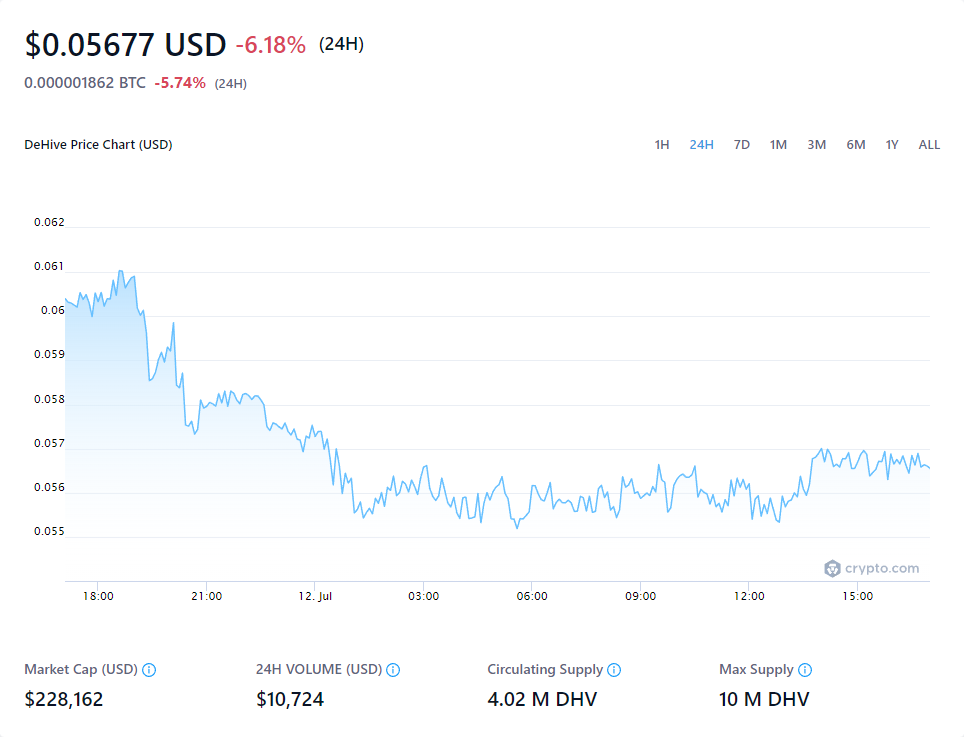 $0.05677 USD -6.18% (24H)
0.000001862 BTC -5.74% (24H)
DeHive Price Chart (USD) 1H 24H 7D 1M 3M 6M 1Y ALL
0.062
0.061
0.06
0.059
0.058
0.057
0.056
0.055
crypto.com
18:00 21:00 12. Jul 03:00 06:00 09:00 12:00 15:00
Market Cap (USD) 24H VOLUME (USD) Circulating Supply Max Supply
$228,162 $10,724 4.02 M DHV 10 M DHV